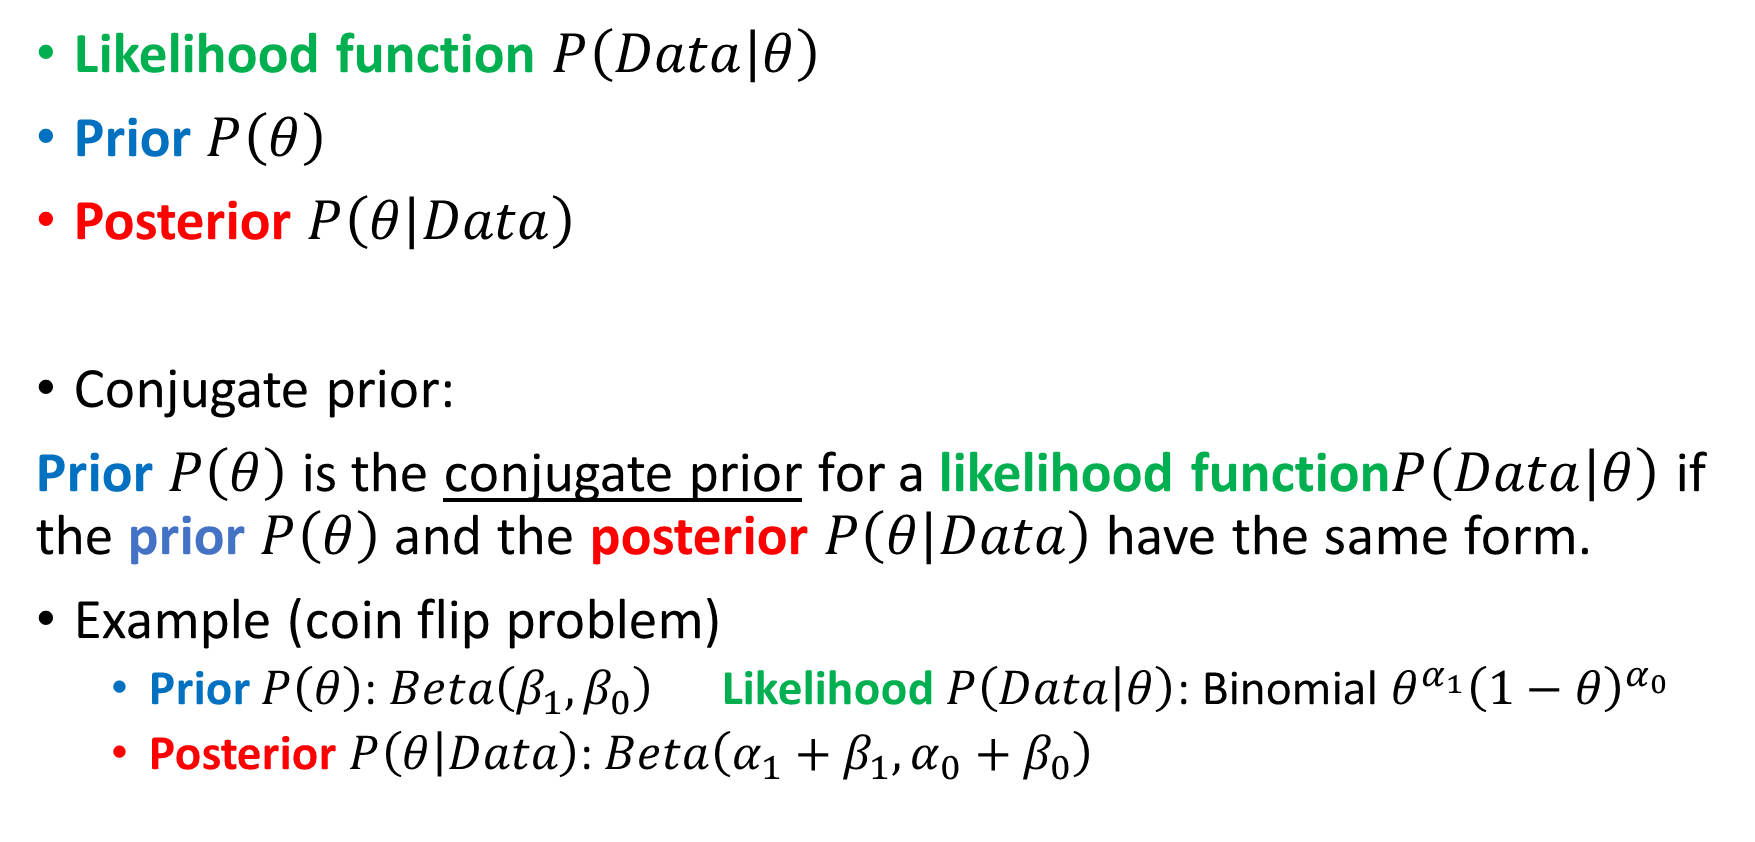 • Likelihood function P(Data|θ)
• Prior P(θ)
• Posterior P(θ|Data)
• Conjugate prior:
Prior P(θ) is the conjugate prior for a likelihood functionP(Data|θ) if
the prior P(θ) and the posterior P(θ|Data) have the same form.
• Example (coin flip problem)
• Prior P(θ): Beta(β₁, β₀) Likelihood P(Data|θ): Binomial θ^α₁(1 − θ)^α₀
• Posterior P(θ|Data): Beta(α₁ + β₁, α₀ + β₀)